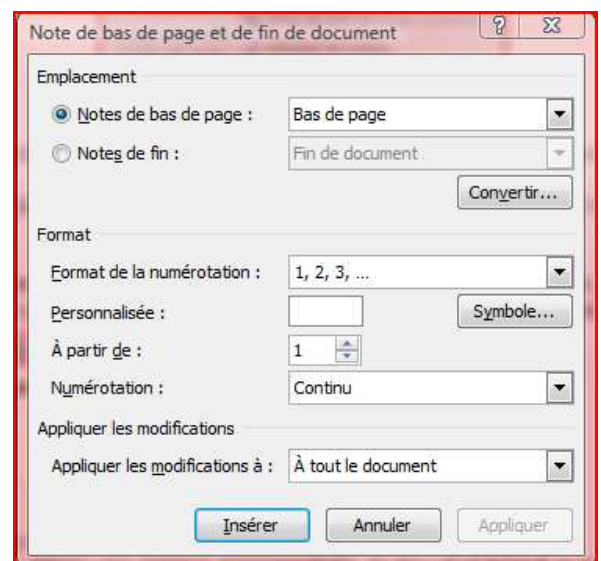 Note de bas de page et de fin de document
Emplacement
Notes de bas de page : Bas de page
Notes de fin : Fin de document
Convertir...
Format
Format de la numérotation : 1, 2, 3, ...
Personnalisée : Symbole...
À partir de : 1
Numérotation : Continu
Appliquer les modifications
Appliquer les modifications à : À tout le document
Insérer Annuler Appliquer